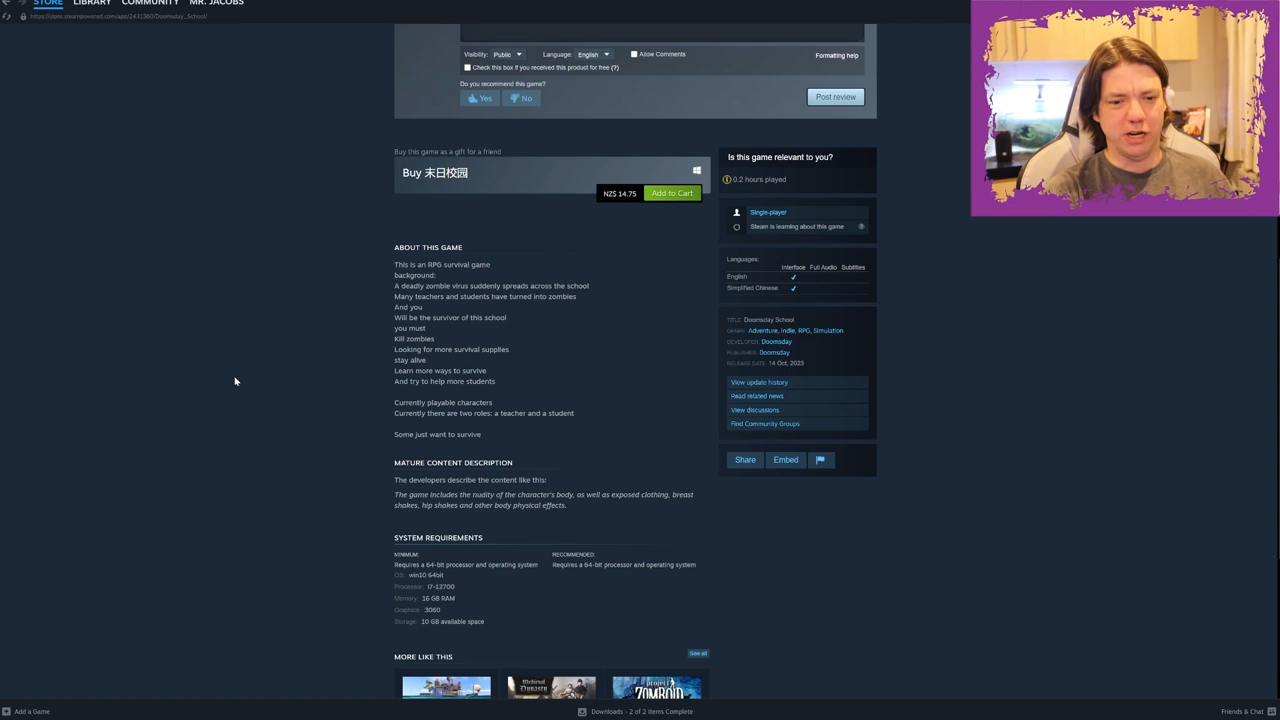 STORE LIBRARY COMMUNITY MR. JACOBS
https://store.steampowered.com/app/2431360/Doomsday_School/
Visibility: Public Language: English Allow Comments
Formatting help
Check this box if you received this product for free (?)
Do you recommend this game?
Yes No
Post review
Buy this game as a gift for a friend
Buy 末日校园
NZ$ 14.75 Add to Cart
ABOUT THIS GAME
This is an RPG survival game
background:
A deadly zombie virus suddenly spreads across the school
Many teachers and students have turned into zombies
And you
Will be the survivor of this school
you must
Kill zombies
Looking for more survival supplies
stay alive
Learn more ways to survive
And try to help more students
Currently playable characters
Currently there are two roles: a teacher and a student
Some just want to survive
MATURE CONTENT DESCRIPTION
The developers describe the content like this:
The game includes the nudity of the character's body, as well as exposed clothing, breast
shakes, hip shakes and other body physical effects.
SYSTEM REQUIREMENTS
MINIMUM:
Requires a 64-bit processor and operating system
OS: win10 64bit
Processor: I7-12700
Memory: 16 GB RAM
Graphics: 3060
Storage: 10 GB available space
RECOMMENDED:
Requires a 64-bit processor and operating system
MORE LIKE THIS
See all
Medieval
Dynasty
project
ZOMBOID
Is this game relevant to you?
0.2 hours played
Single-player
Steam is learning about this game ?
Languages:
Interface Full Audio Subtitles
English ✔
Simplified Chinese ✔
TITLE: Doomsday School
GENRE: Adventure, Indie, RPG, Simulation
DEVELOPER: Doomsday
PUBLISHER: Doomsday
RELEASE DATE: 14 Oct, 2023
View update history
Read related news
View discussions
Find Community Groups
Share Embed
Add a Game
Downloads - 2 of 2 Items Complete
Friends & Chat